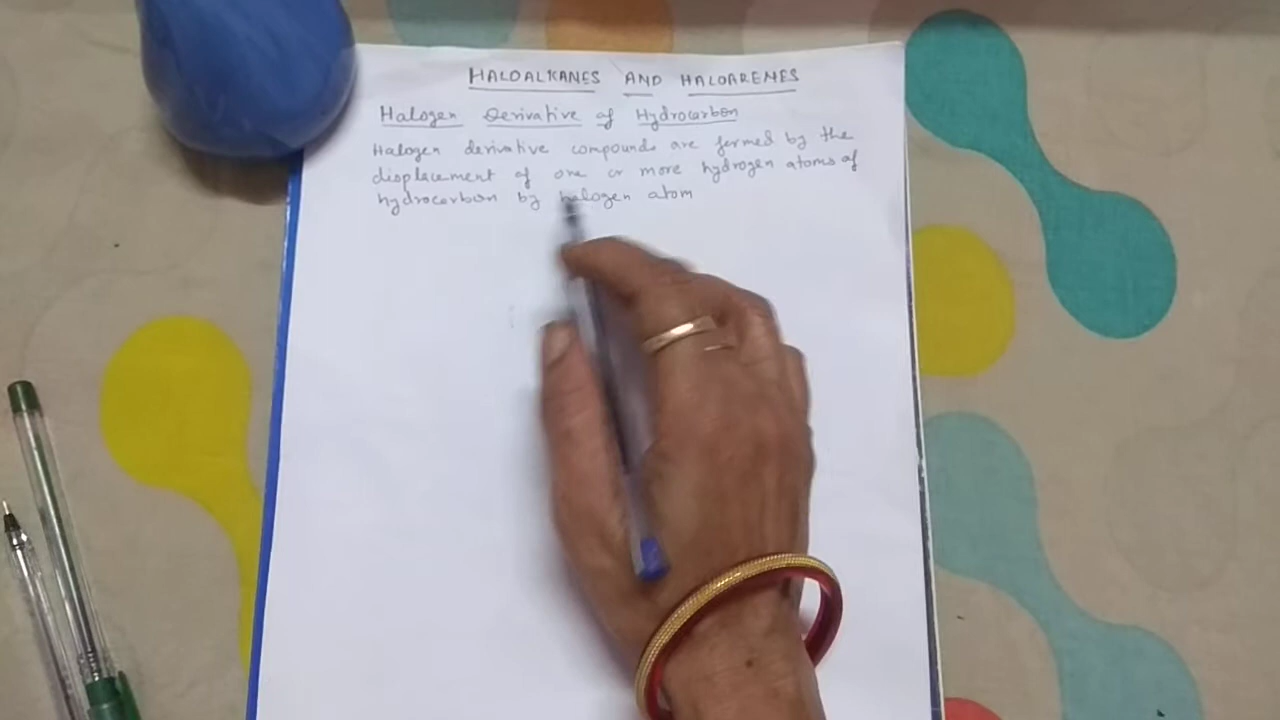 HALOALKANES AND HALOARENES
Halogen Derivative of Hydrocarbon
Halogen derivative compounds are formed by the
displacement of one or more hydrogen atoms of
hydrocarbon by halogen atom